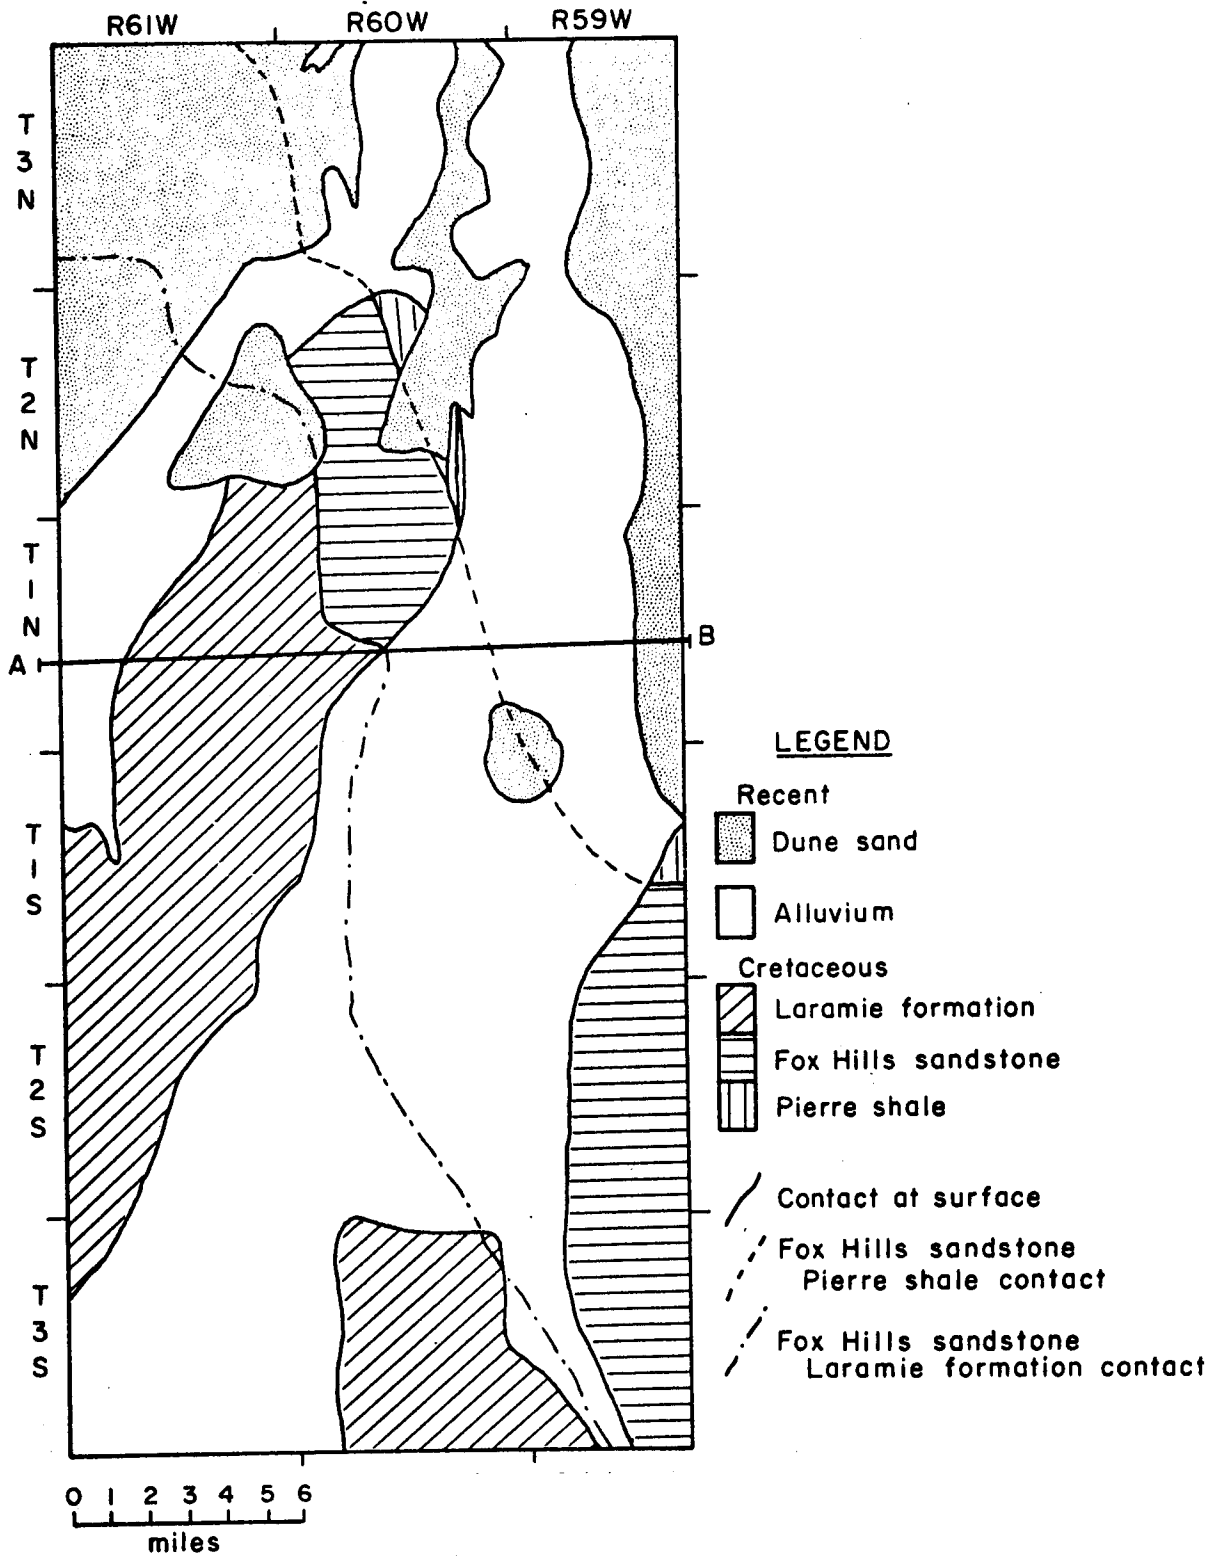 R61W R60W R59W
T
3
N
T
2
N
T
1
N
A
B
T
1
S
T
2
S
T
3
S
LEGEND
Recent
Dune sand
Alluvium
Cretaceous
Laramie formation
Fox Hills sandstone
Pierre shale
Contact at surface
Fox Hills sandstone
Pierre shale contact
Fox Hills sandstone
Laramie formation contact
0 1 2 3 4 5 6
miles